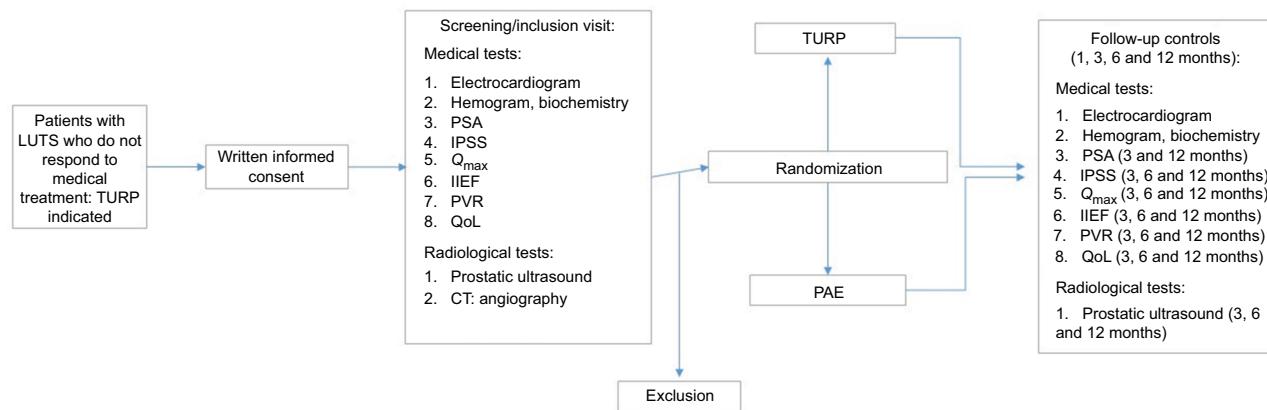 Patients with
LUTS who do not
respond to
medical
treatment: TURP
indicated
Written informed
consent
Screening/inclusion visit:
Medical tests:
1. Electrocardiogram
2. Hemogram, biochemistry
3. PSA
4. IPSS
5. Qmax
6. IIEF
7. PVR
8. QoL
Radiological tests:
1. Prostatic ultrasound
2. CT: angiography
Exclusion
TURP
Randomization
PAE
Follow-up controls
(1, 3, 6 and 12 months):
Medical tests:
1. Electrocardiogram
2. Hemogram, biochemistry
3. PSA (3 and 12 months)
4. IPSS (3, 6 and 12 months)
5. Qmax (3, 6 and 12 months)
6. IIEF (3, 6 and 12 months)
7. PVR (3, 6 and 12 months)
8. QoL (3, 6 and 12 months)
Radiological tests:
1. Prostatic ultrasound (3, 6
and 12 months)